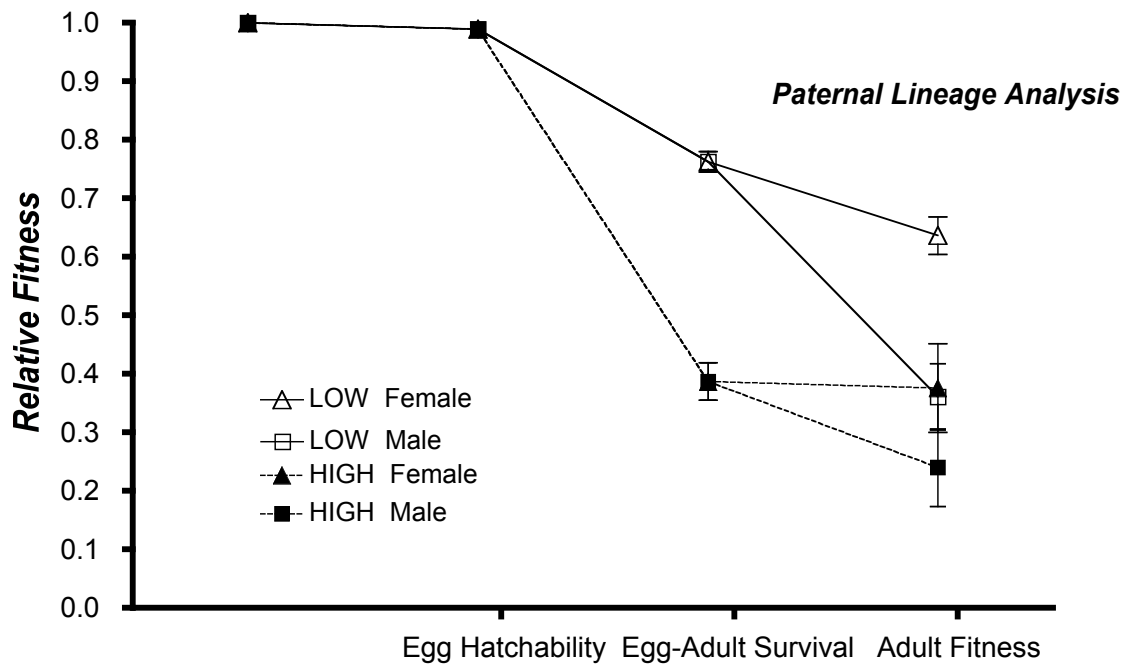 1.0
0.9
Paternal Lineage Analysis
0.8
0.7
0.6
Relative Fitness
0.5
0.4
LOW Female
0.3
LOW Male
HIGH Female
0.2
HIGH Male
0.1
0.0
Egg Hatchability Egg-Adult Survival Adult Fitness